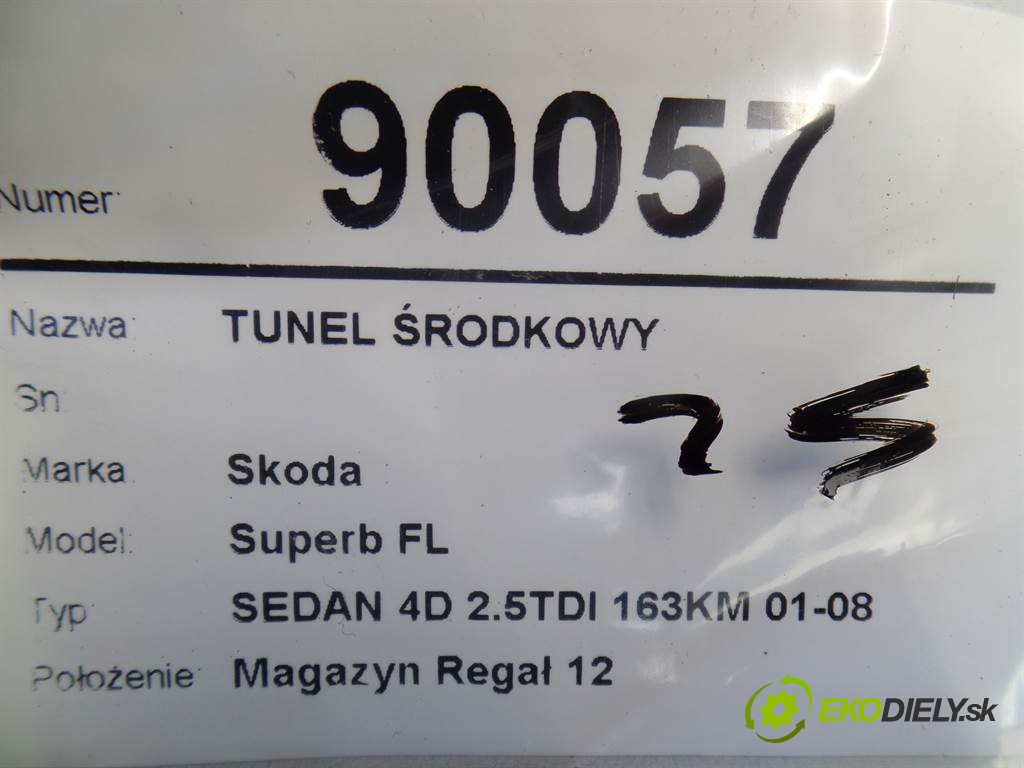 Numer: 90057
Nazwa TUNEL ŚRODKOWY
Sn:
25
Marka Skoda
Model: Superb FL
Typ: SEDAN 4D 2.5TDI 163KM 01-08
Położenie: Magazyn Regał 12
EKODIELY.sk